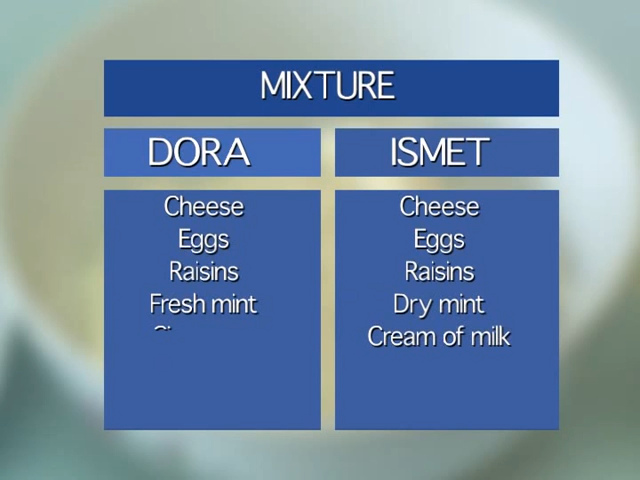 MIXTURE
DORA
Cheese
Eggs
Raisins
Fresh mint
ISMET
Cheese
Eggs
Raisins
Dry mint
Cream of milk